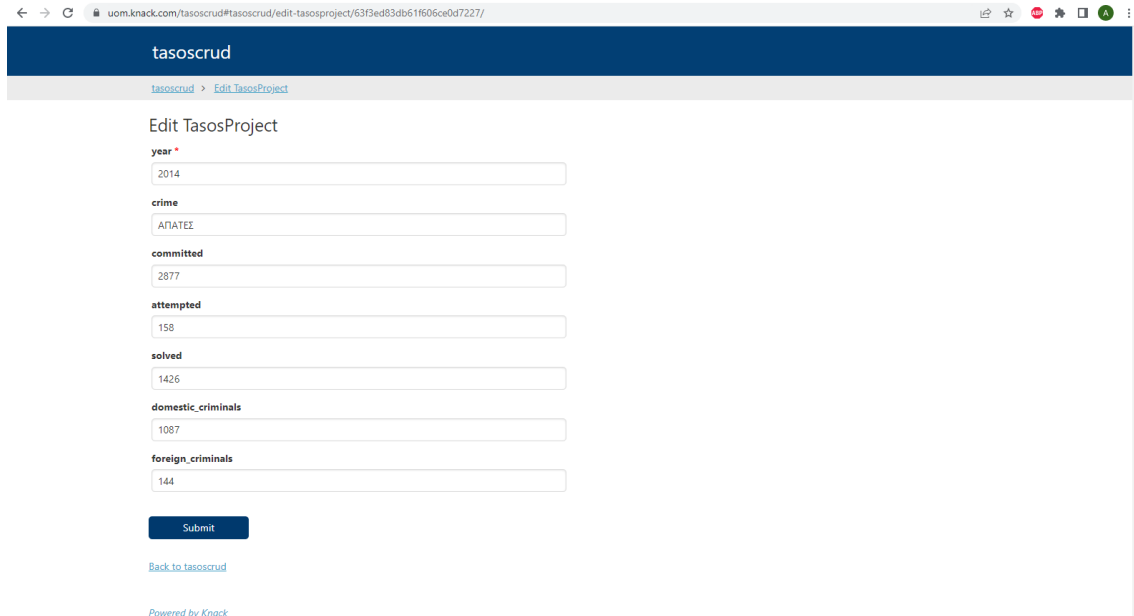 uom.knack.com/tasoscrud#tasoscrud/edit-tasosproject/63f3ed83db61f606ce0d7227/
ABP
A
tasoscrud
tasoscrud > Edit TasosProject
Edit TasosProject
year *
2014
crime
ΑΠΑΤΕΣ
committed
2877
attempted
158
solved
1426
domestic_criminals
1087
foreign_criminals
144
Submit
Back to tasoscrud
Powered by Knack